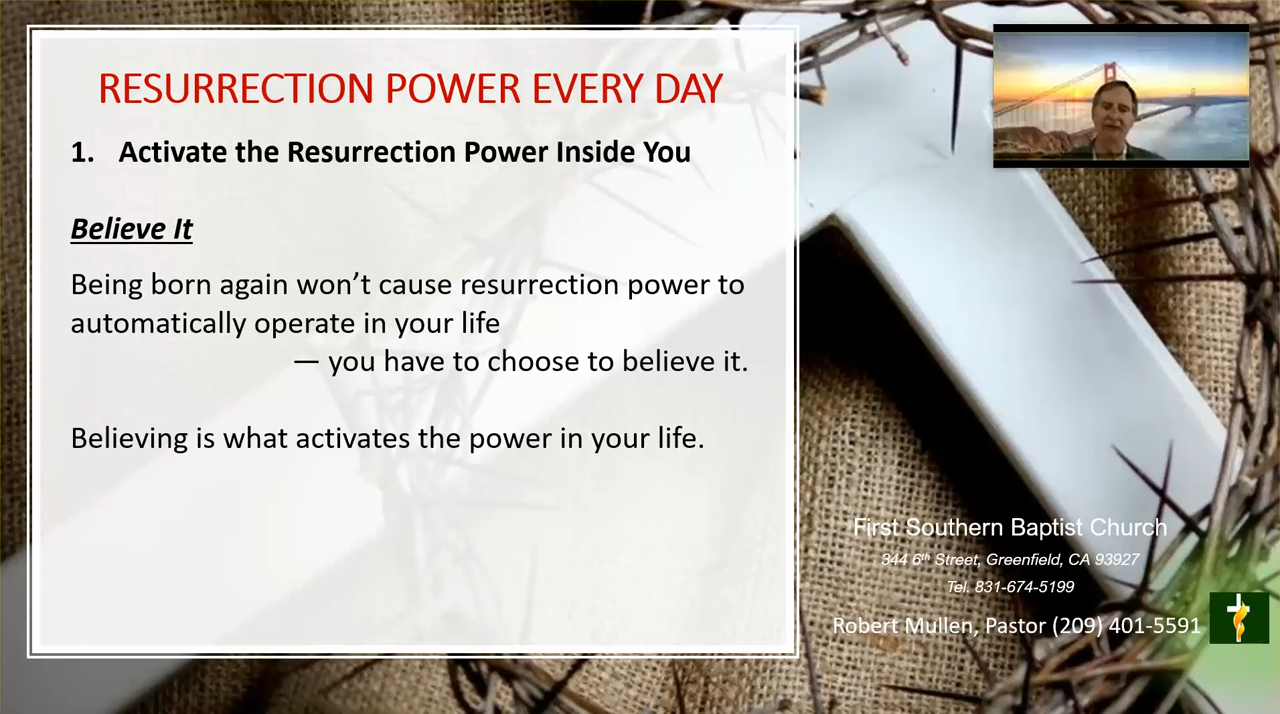 RESURRECTION POWER EVERY DAY
1. Activate the Resurrection Power Inside You
Believe It
Being born again won’t cause resurrection power to
automatically operate in your life
— you have to choose to believe it.
Believing is what activates the power in your life.
First Southern Baptist Church
344 6th Street, Greenfield, CA 93927
Tel. 831-674-5199
Robert Mullen, Pastor (209) 401-5591